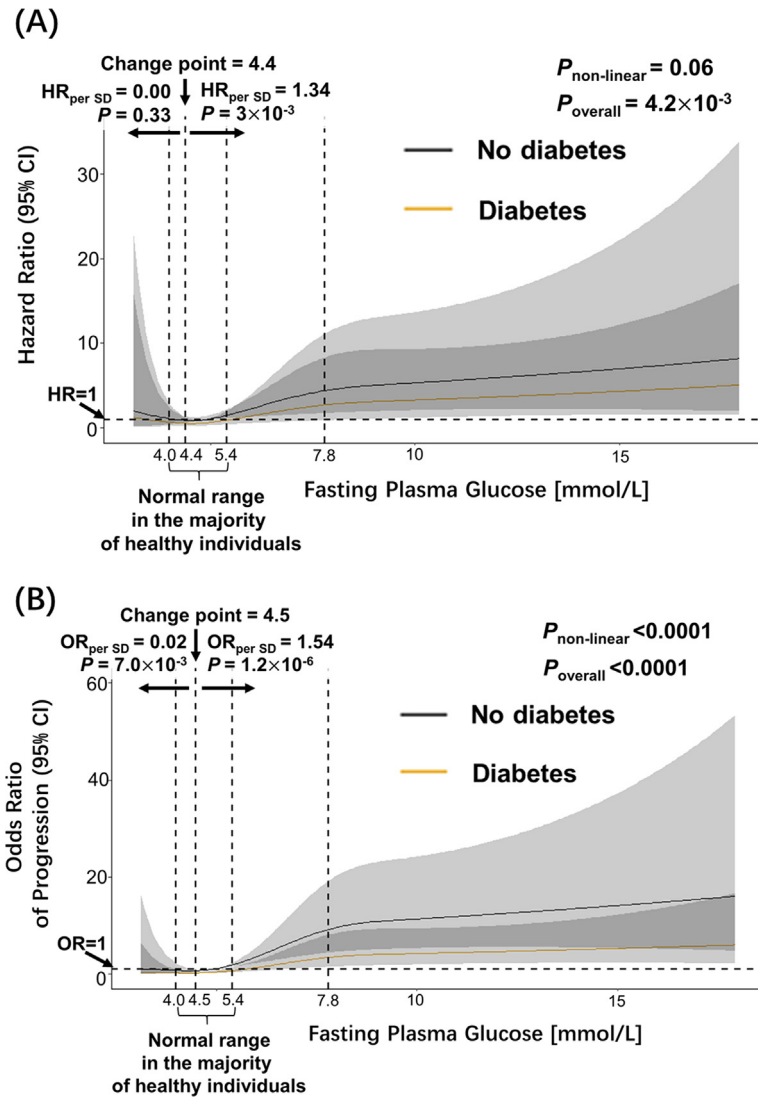 (A)
Change point = 4.4
HRper SD = 0.00 HRper SD = 1.34
P = 0.33 P = 3×10-3
Pnon-linear = 0.06
Poverall = 4.2×10-3
No diabetes
Diabetes
Hazard Ratio (95% CI)
30
20
10
0
HR=1
4.0 4.4 5.4 7.8 10 15
Normal range
in the majority
of healthy individuals
Fasting Plasma Glucose [mmol/L]
(B)
Change point = 4.5
ORper SD = 0.02 ORper SD = 1.54
P = 7.0×10-3 P = 1.2×10-6
Pnon-linear <0.0001
Poverall <0.0001
No diabetes
Diabetes
Odds Ratio
of Progression (95% CI)
60
40
20
0
OR=1
4.0 4.5 5.4 7.8 10 15
Normal range
in the majority
of healthy individuals
Fasting Plasma Glucose [mmol/L]